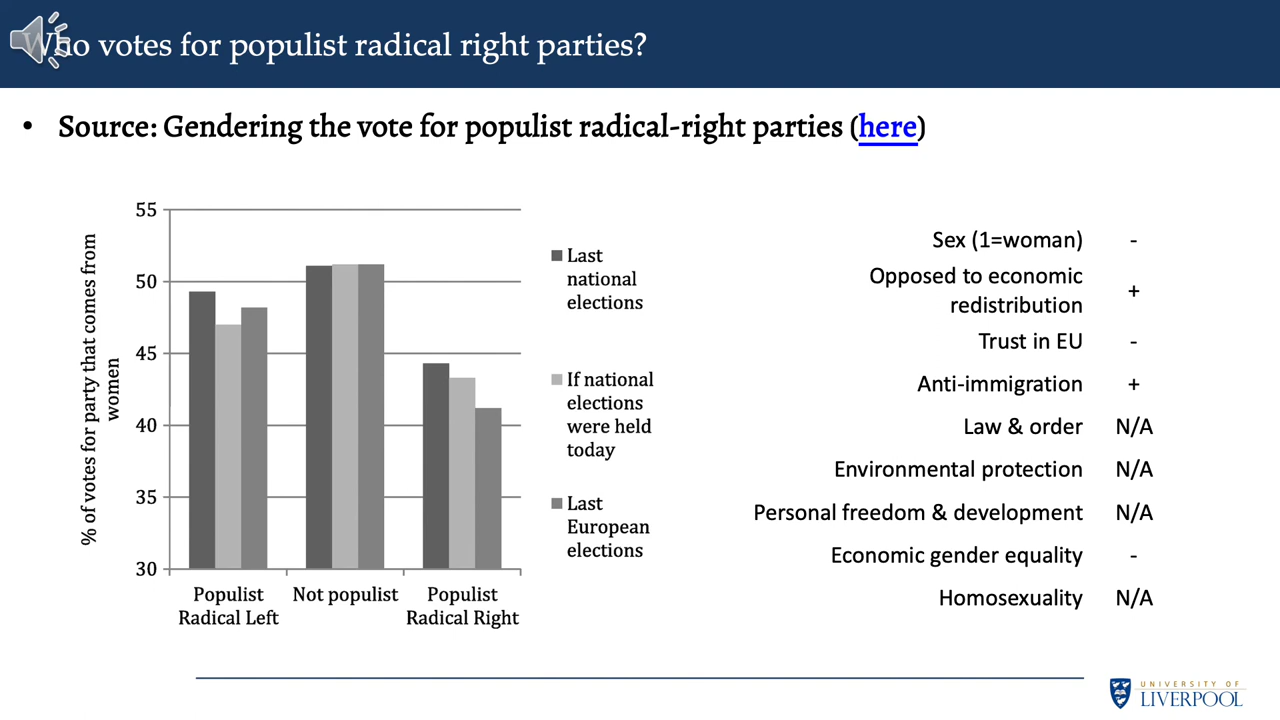 Who votes for populist radical right parties?
• Source: Gendering the vote for populist radical-right parties (here)
55
50
45
40
35
30
% of votes for party that comes from
women
Populist
Radical Left
Not populist
Populist
Radical Right
Last
national
elections
If national
elections
were held
today
Last
European
elections
Sex (1=woman) -
Opposed to economic
redistribution +
Trust in EU -
Anti-immigration +
Law & order N/A
Environmental protection N/A
Personal freedom & development N/A
Economic gender equality -
Homosexuality N/A
UNIVERSITY OF
LIVERPOOL